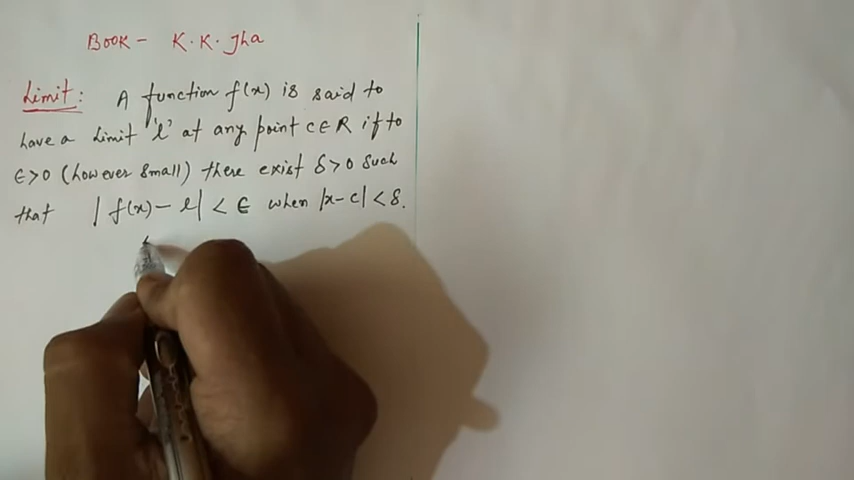 Book - K.K. Jha
Limit: A function f(x) is said to
have a limit 'l' at any point c∈R if to
∈>0 (however small) there exist δ>0 such
that |f(x) - l| < ∈ when |x-c| < δ.